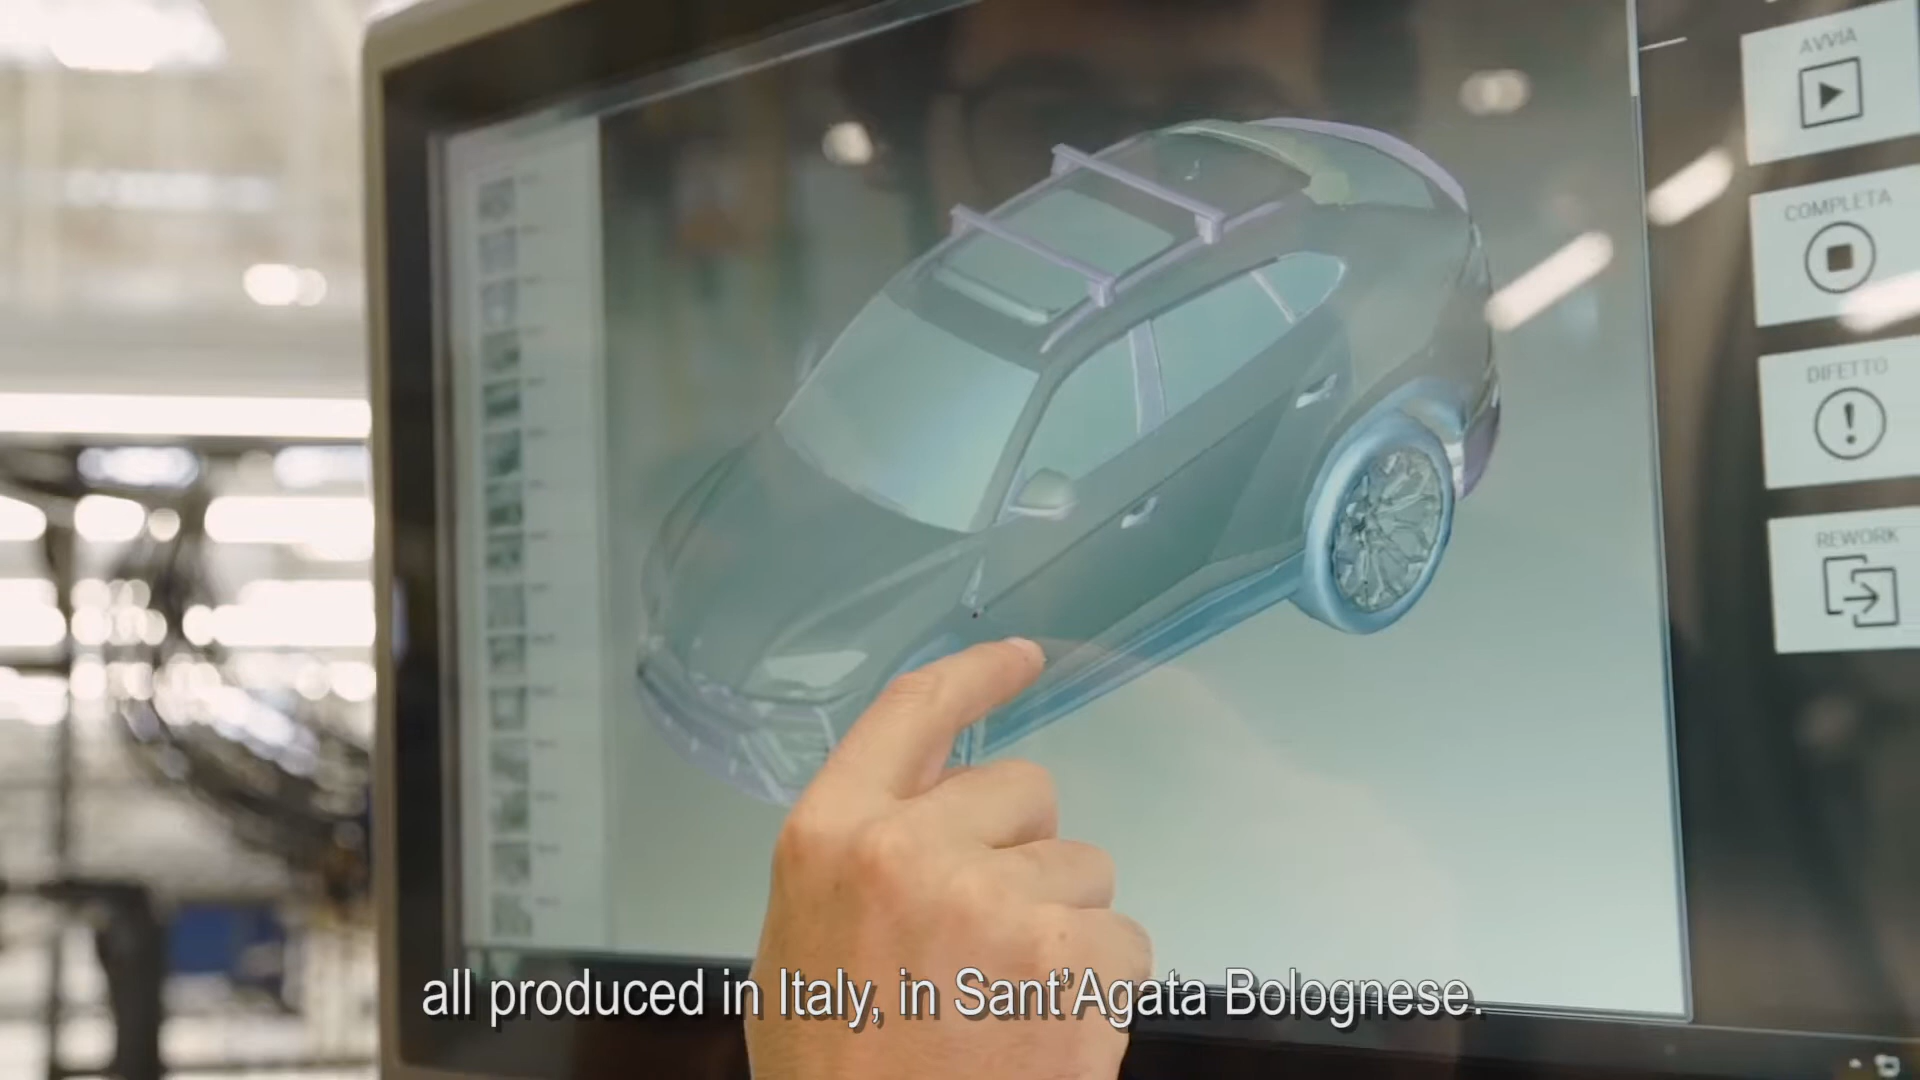 AVVIA
COMPLETA
DIFETTO
REWORK
all produced in Italy, in Sant'Agata Bolognese.